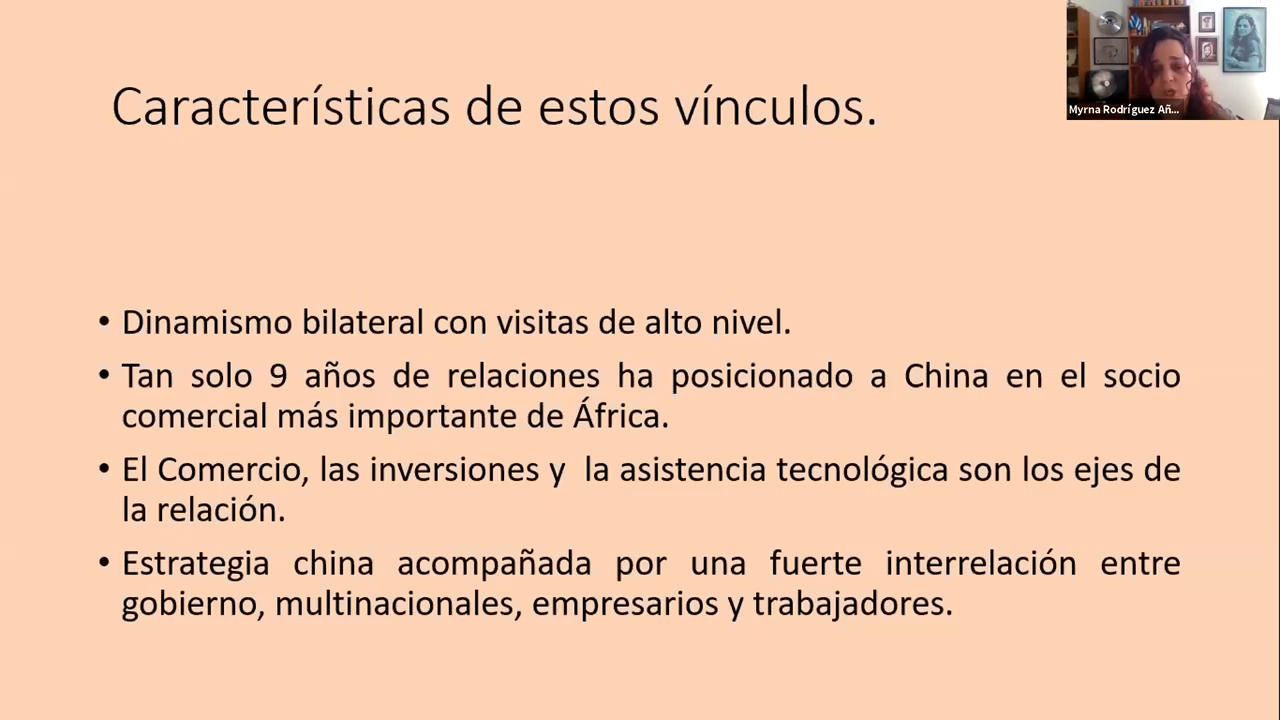 Características de estos vínculos.
Myrna Rodríguez Añ...
• Dinamismo bilateral con visitas de alto nivel.
• Tan solo 9 años de relaciones ha posicionado a China en el socio
comercial más importante de África.
• El Comercio, las inversiones y  la asistencia tecnológica son los ejes de
la relación.
• Estrategia china acompañada por una fuerte interrelación entre
gobierno, multinacionales, empresarios y trabajadores.